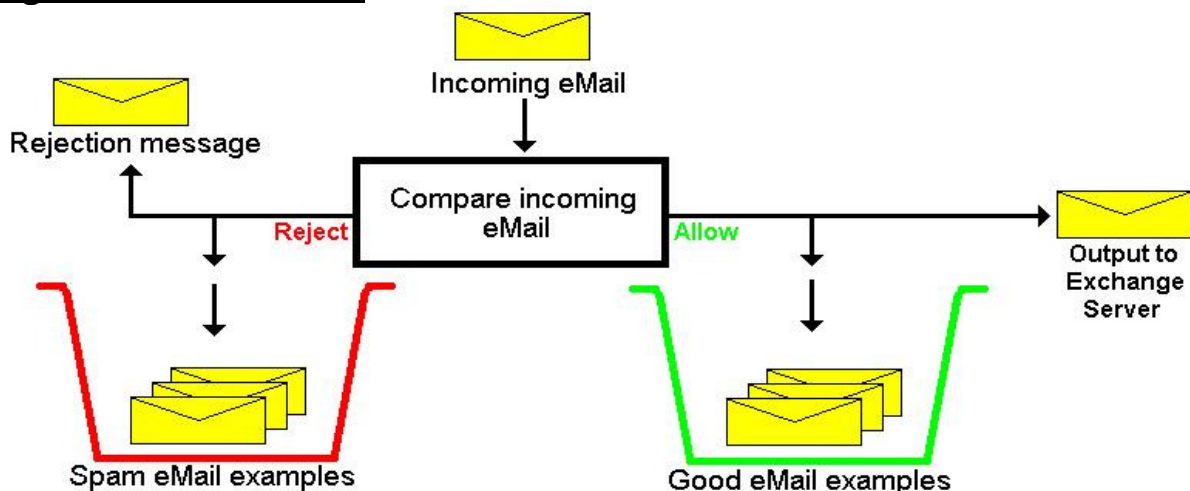 Incoming eMail
Rejection message
Compare incoming
eMail
Reject
Allow
Output to
Exchange
Server
Spam eMail examples
Good eMail examples